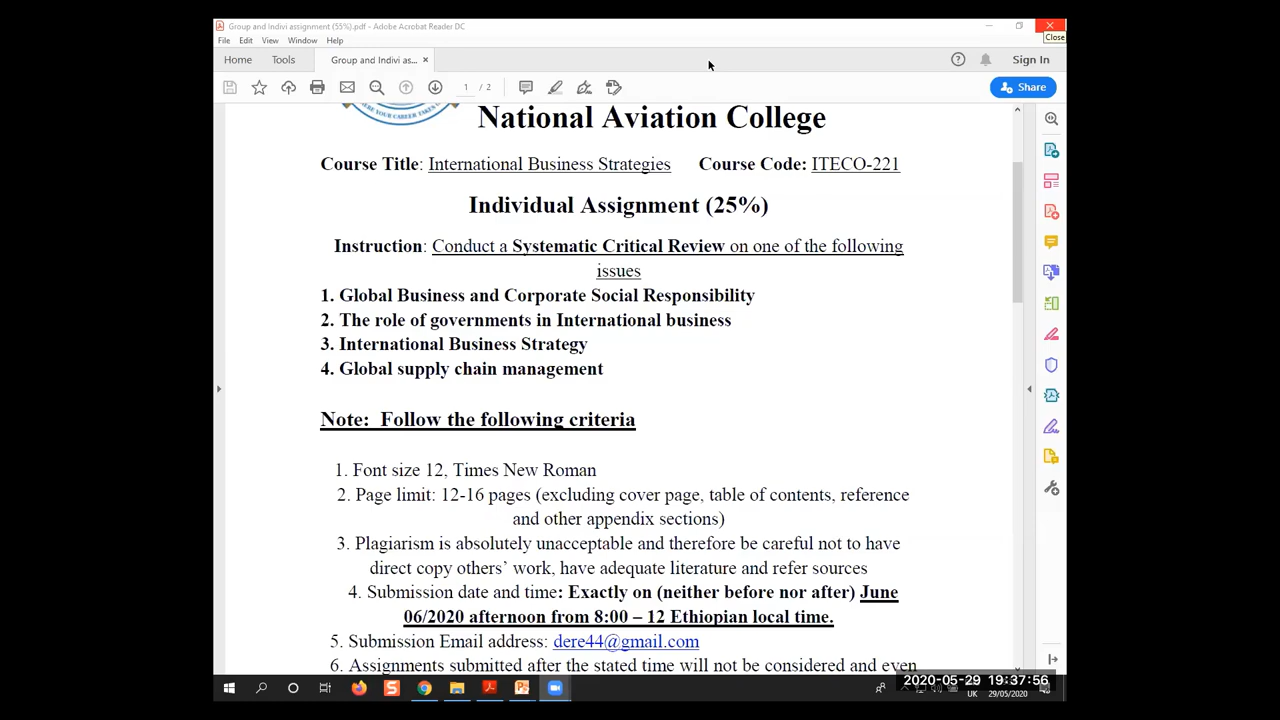 Group and Indivi assignment (55%).pdf - Adobe Acrobat Reader DC
Close
File Edit View Window Help
Home Tools Group and Indivi as... × Sign In
1 / 2 Share
National Aviation College
Course Title: International Business Strategies Course Code: ITECO-221
Individual Assignment (25%)
Instruction: Conduct a Systematic Critical Review on one of the following
issues
1. Global Business and Corporate Social Responsibility
2. The role of governments in International business
3. International Business Strategy
4. Global supply chain management
Note: Follow the following criteria
1. Font size 12, Times New Roman
2. Page limit: 12-16 pages (excluding cover page, table of contents, reference
and other appendix sections)
3. Plagiarism is absolutely unacceptable and therefore be careful not to have
direct copy others' work, have adequate literature and refer sources
4. Submission date and time: Exactly on (neither before nor after) June
06/2020 afternoon from 8:00 – 12 Ethiopian local time.
5. Submission Email address: dere44@gmail.com
6. Assignments submitted after the stated time will not be considered and even
2020-05-29 19:37:56
UK 29/05/2020